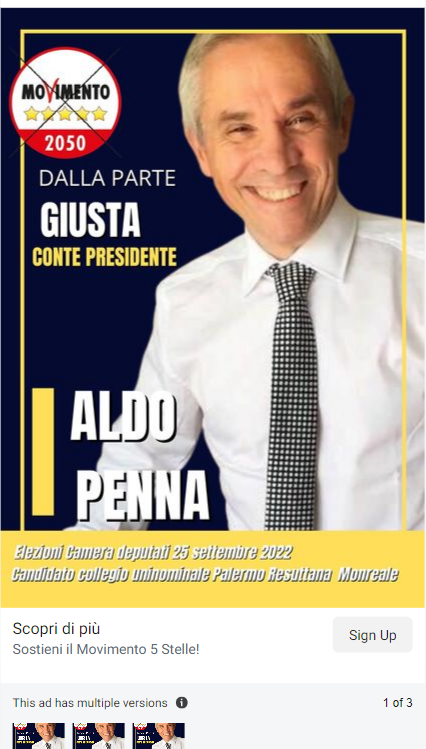 MOVIMENTO
2050
DALLA PARTE
GIUSTA
CONTE PRESIDENTE
ALDO
PENNA
Elezioni Camera deputati 25 settembre 2022
Candidato collegio uninominale Palermo Resuttana Monreale
Scopri di più
Sostieni il Movimento 5 Stelle!
Sign Up
This ad has multiple versions
1 of 3